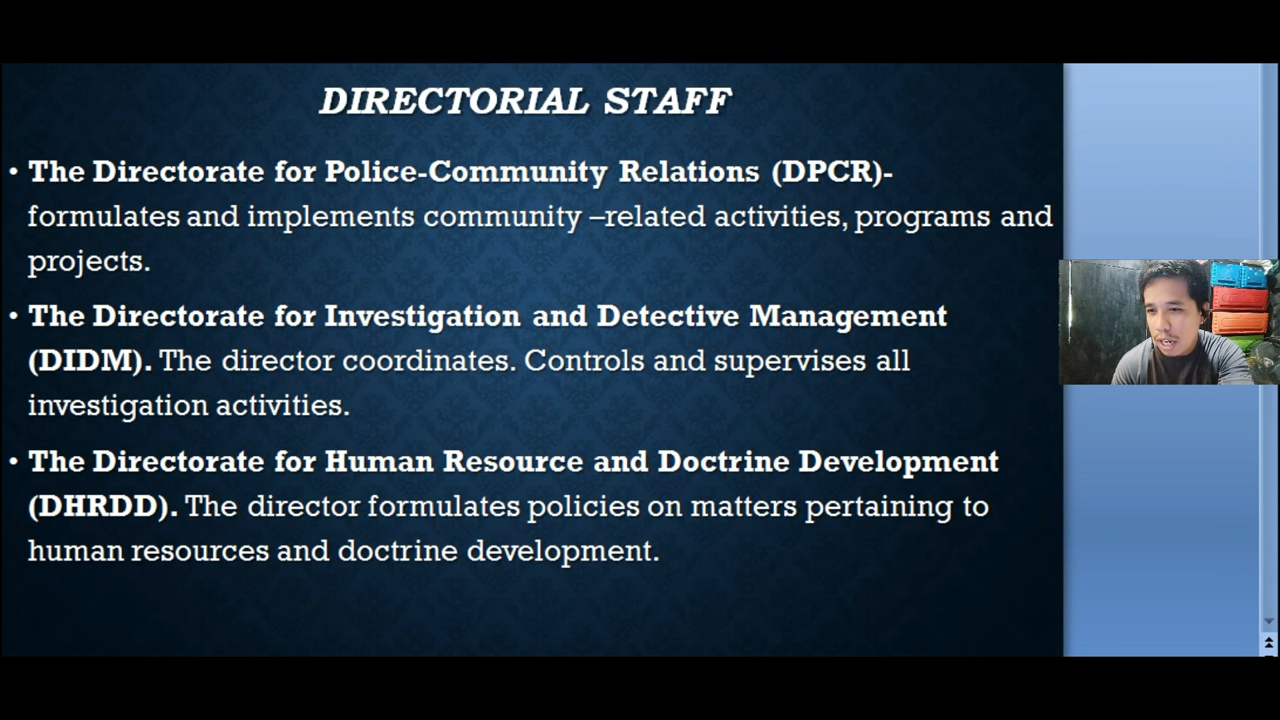 DIRECTORIAL STAFF
• The Directorate for Police-Community Relations (DPCR)-
formulates and implements community –related activities, programs and
projects.
• The Directorate for Investigation and Detective Management
(DIDM). The director coordinates. Controls and supervises all
investigation activities.
• The Directorate for Human Resource and Doctrine Development
(DHRDD). The director formulates policies on matters pertaining to
human resources and doctrine development.